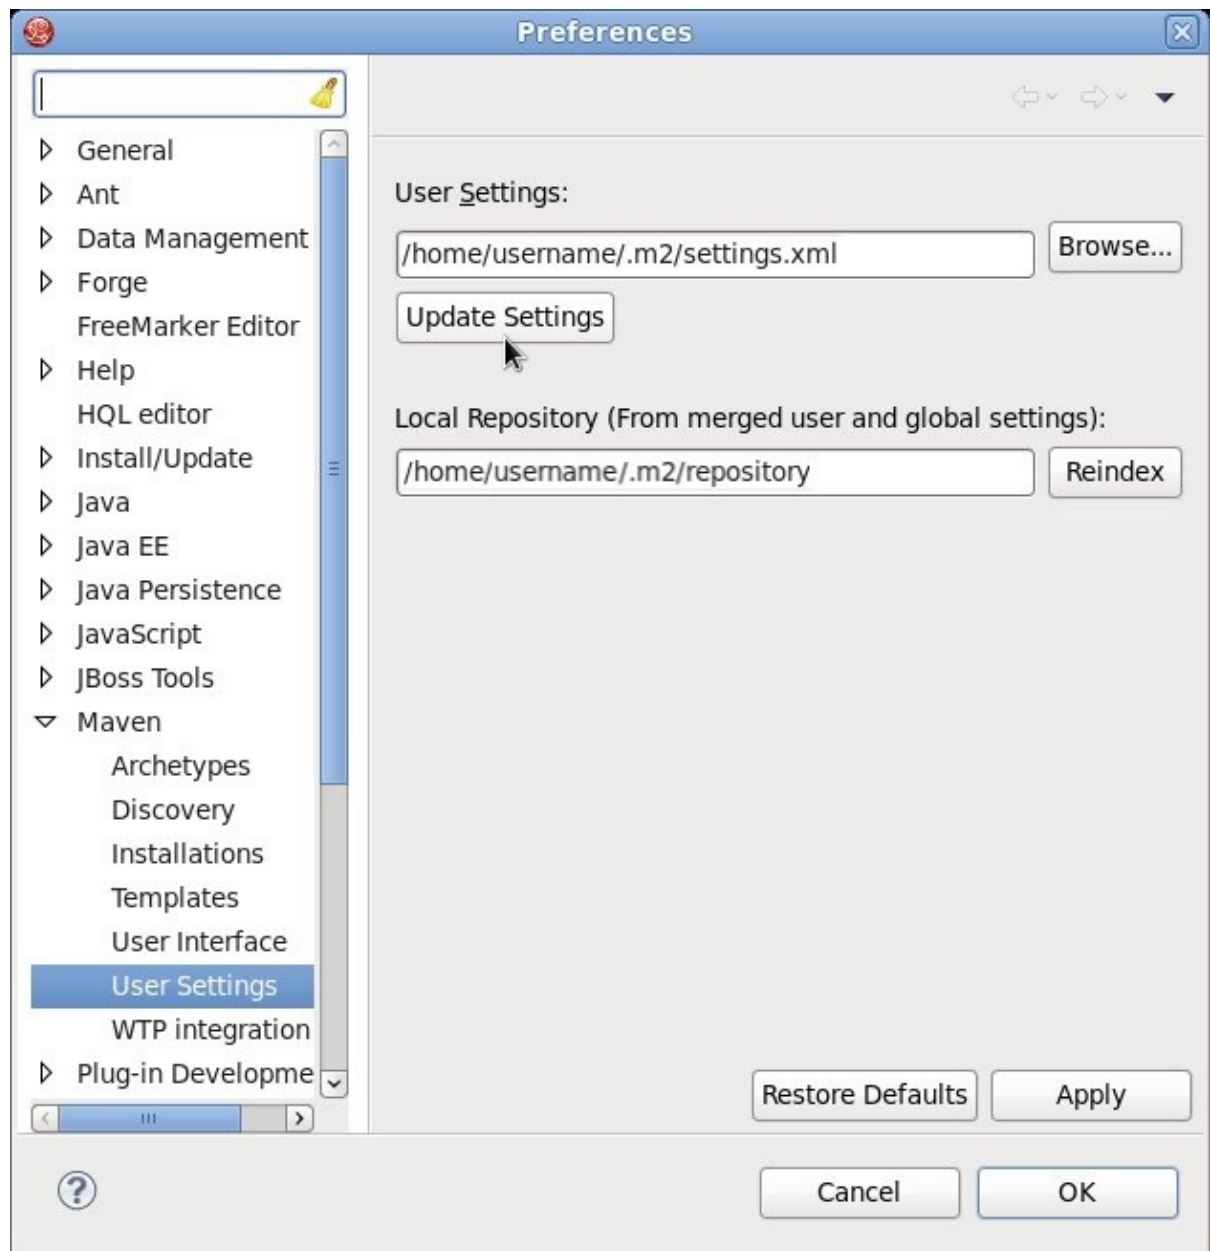 Preferences
General
Ant
Data Management
Forge
FreeMarker Editor
Help
HQL editor
Install/Update
Java
Java EE
Java Persistence
JavaScript
JBoss Tools
Maven
Archetypes
Discovery
Installations
Templates
User Interface
User Settings
WTP integration
Plug-in Developme
User Settings:
/home/username/.m2/settings.xml
Browse...
Update Settings
Local Repository (From merged user and global settings):
/home/username/.m2/repository
Reindex
Restore Defaults
Apply
?
Cancel
OK